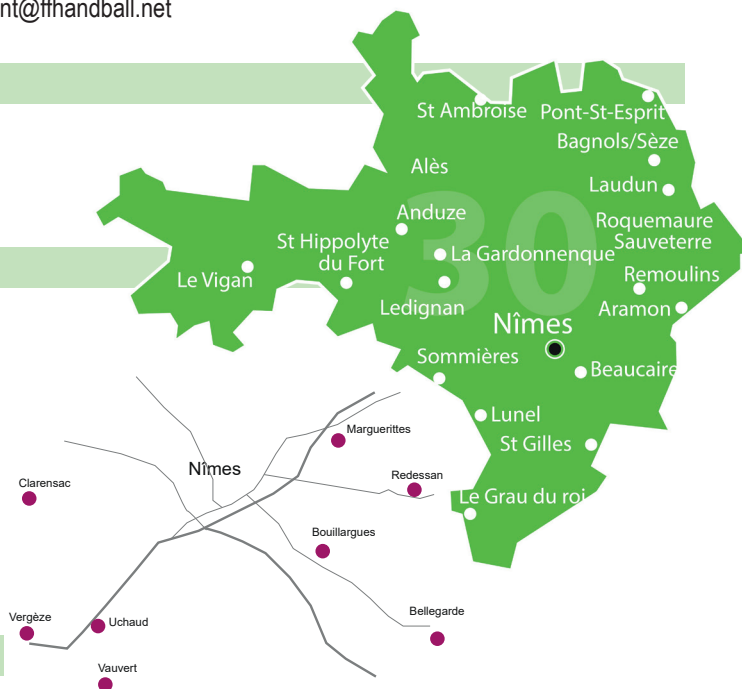 nt@ffhandball.net
30
St Ambroise
Pont-St-Esprit
Bagnols/Sèze
Alès
Laudun
Anduze
Roquemaure
Sauveterre
St Hippolyte
du Fort
La Gardonnenque
Le Vigan
Remoulins
Ledignan
Aramon
Nîmes
Sommières
Beaucaire
Lunel
St Gilles
Le Grau du roi
Marguerittes
Nîmes
Clarensac
Redessan
Bouillargues
Bellegarde
Vergèze
Uchaud
Vauvert